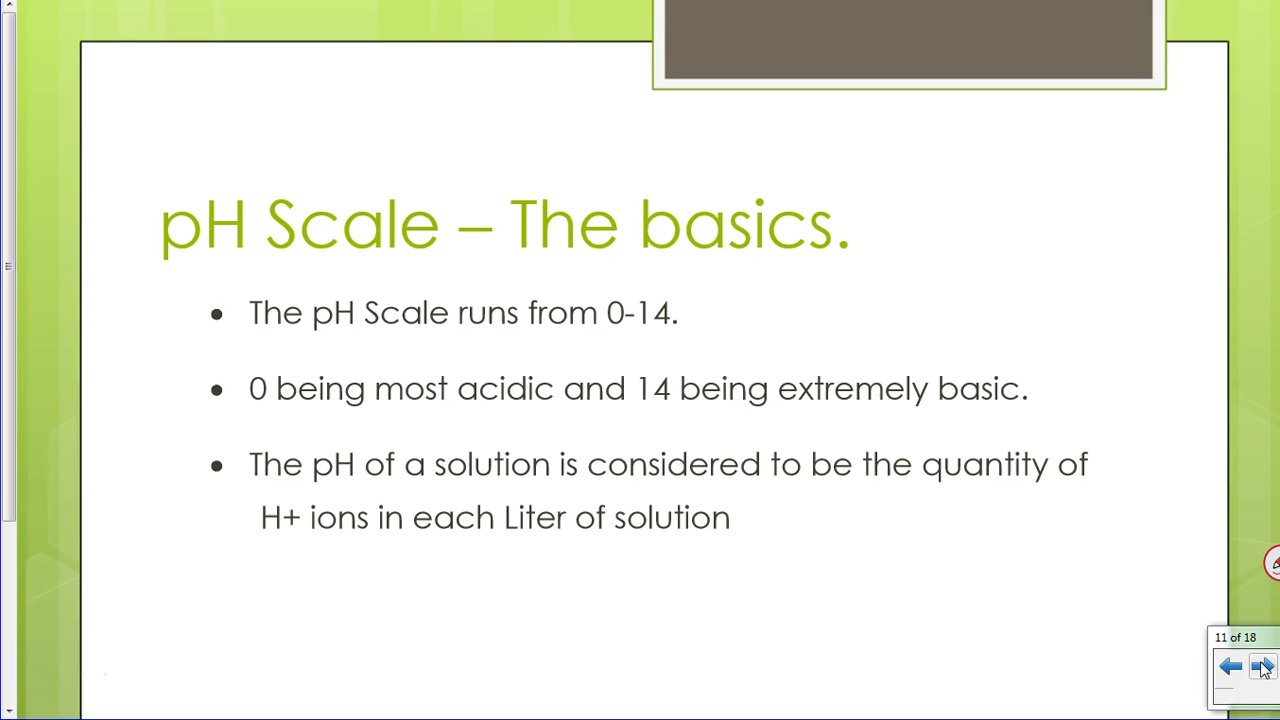 pH Scale – The basics.
• The pH Scale runs from 0-14.
• 0 being most acidic and 14 being extremely basic.
• The pH of a solution is considered to be the quantity of
H+ ions in each Liter of solution
11 of 18